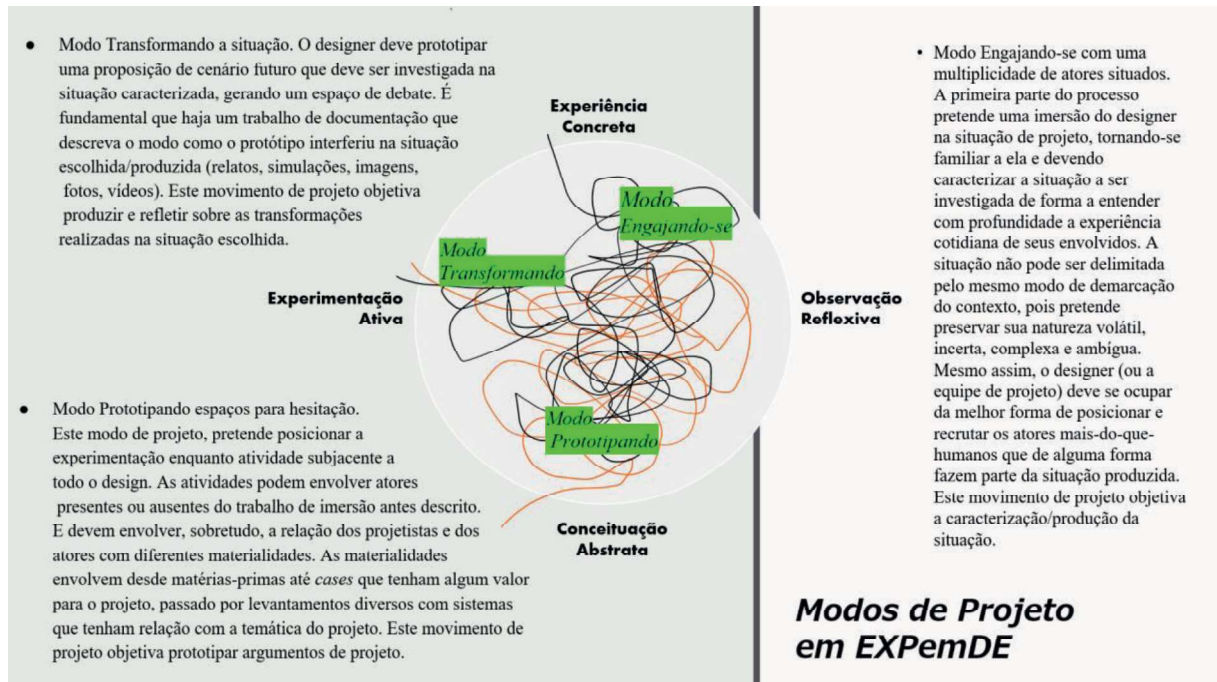 • Modo Transformando a situação. O designer deve prototipar
uma proposição de cenário futuro que deve ser investigada na
situação caracterizada, gerando um espaço de debate. É
fundamental que haja um trabalho de documentação que
descreva o modo como o protótipo interferiu na situação
escolhida/produzida (relatos, simulações, imagens,
fotos, vídeos). Este movimento de projeto objetiva
produzir e refletir sobre as transformações
realizadas na situação escolhida.
Experiência
Concreta
Modo
Engajando-se
Modo
Transformando
Experimentação
Ativa
Observação
Reflexiva
Modo
Prototipando
Conceituação
Abstrata
• Modo Prototipando espaços para hesitação.
Este modo de projeto, pretende posicionar a
experimentação enquanto atividade subjacente a
todo o design. As atividades podem envolver atores
presentes ou ausentes do trabalho de imersão antes descrito.
E devem envolver, sobretudo, a relação dos projetistas e dos
atores com diferentes materialidades. As materialidades
envolvem desde matérias-primas até cases que tenham algum valor
para o projeto, passado por levantamentos diversos com sistemas
que tenham relação com a temática do projeto. Este movimento de
projeto objetiva prototipar argumentos de projeto.
• Modo Engajando-se com uma
multiplicidade de atores situados.
A primeira parte do processo
pretende uma imersão do designer
na situação de projeto, tornando-se
familiar a ela e devendo
caracterizar a situação a ser
investigada de forma a entender
com profundidade a experiência
cotidiana de seus envolvidos. A
situação não pode ser delimitada
pelo mesmo modo de demarcação
do contexto, pois pretende
preservar sua natureza volátil,
incerta, complexa e ambígua.
Mesmo assim, o designer (ou a
equipe de projeto) deve se ocupar
da melhor forma de posicionar e
recrutar os atores mais-do-que-
humanos que de alguma forma
fazem parte da situação produzida.
Este movimento de projeto objetiva
a caracterização/produção da
situação.
Modos de Projeto
em EXPemDE